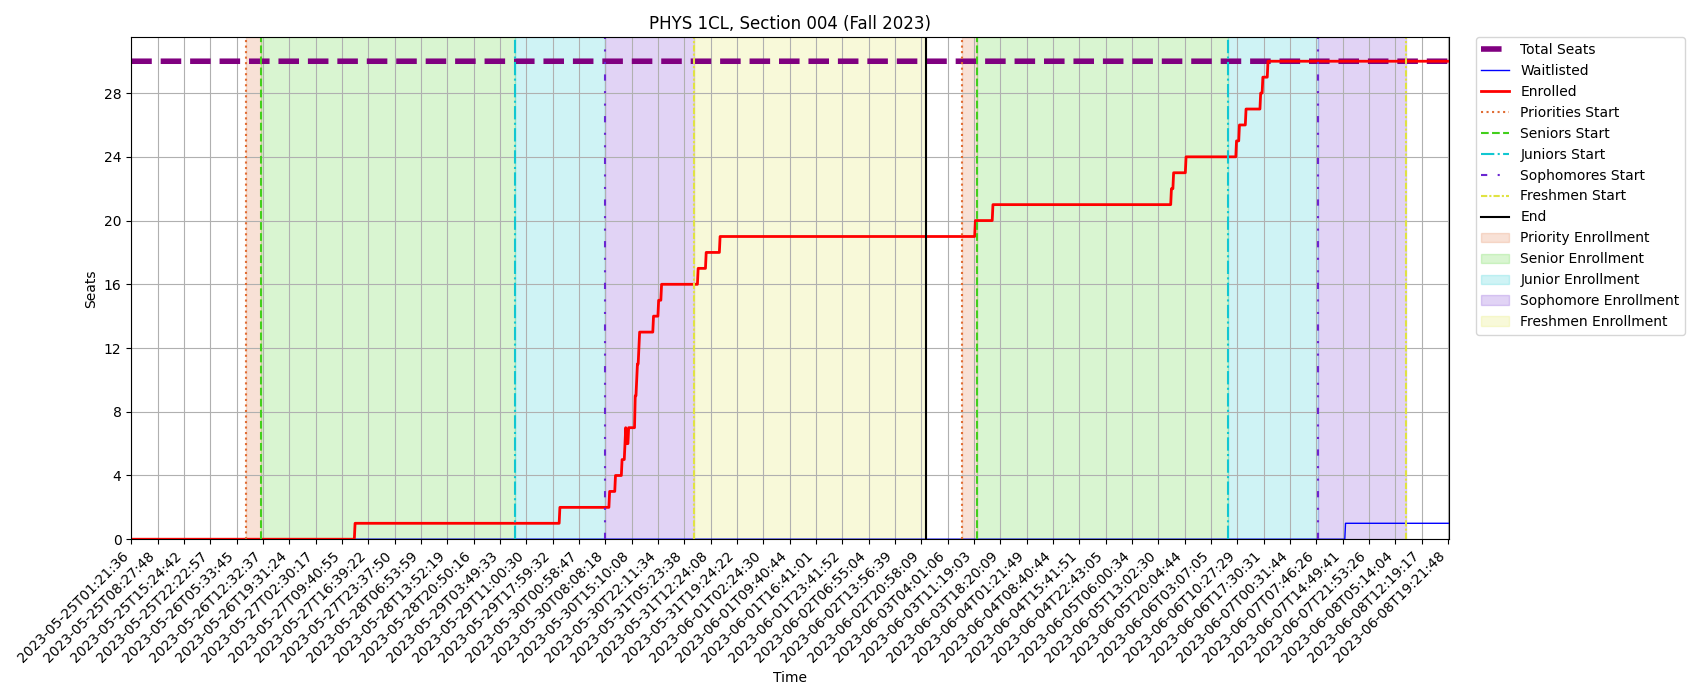 PHYS 1CL, Section 004 (Fall 2023)
Seats
28
24
20
16
12
8
4
0
2023-05-25T01:21:36
2023-05-25T08:27:48
2023-05-25T15:24:42
2023-05-25T22:22:57
2023-05-26T05:33:45
2023-05-26T12:32:37
2023-05-26T19:31:24
2023-05-27T02:30:17
2023-05-27T09:40:55
2023-05-27T16:39:22
2023-05-27T23:37:50
2023-05-28T06:53:59
2023-05-28T13:52:19
2023-05-28T20:50:16
2023-05-29T03:49:33
2023-05-29T11:00:30
2023-05-29T17:59:32
2023-05-30T00:58:47
2023-05-30T08:08:18
2023-05-30T15:10:08
2023-05-30T22:11:34
2023-05-31T05:23:38
2023-05-31T12:24:08
2023-05-31T19:24:22
2023-06-01T02:24:30
2023-06-01T09:40:44
2023-06-01T16:41:01
2023-06-01T23:41:52
2023-06-02T06:55:04
2023-06-02T13:56:39
2023-06-02T20:58:09
2023-06-03T04:01:06
2023-06-03T11:19:03
2023-06-03T18:20:09
2023-06-04T01:21:49
2023-06-04T08:40:44
2023-06-04T15:41:51
2023-06-04T22:43:05
2023-06-05T06:00:34
2023-06-05T13:02:30
2023-06-05T20:04:44
2023-06-06T03:07:05
2023-06-06T10:27:29
2023-06-06T17:30:31
2023-06-07T00:31:44
2023-06-07T07:46:26
2023-06-07T14:49:41
2023-06-07T21:53:26
2023-06-08T05:14:04
2023-06-08T12:19:17
2023-06-08T19:21:48
Time
Total Seats
Waitlisted
Enrolled
Priorities Start
Seniors Start
Juniors Start
Sophomores Start
Freshmen Start
End
Priority Enrollment
Senior Enrollment
Junior Enrollment
Sophomore Enrollment
Freshmen Enrollment